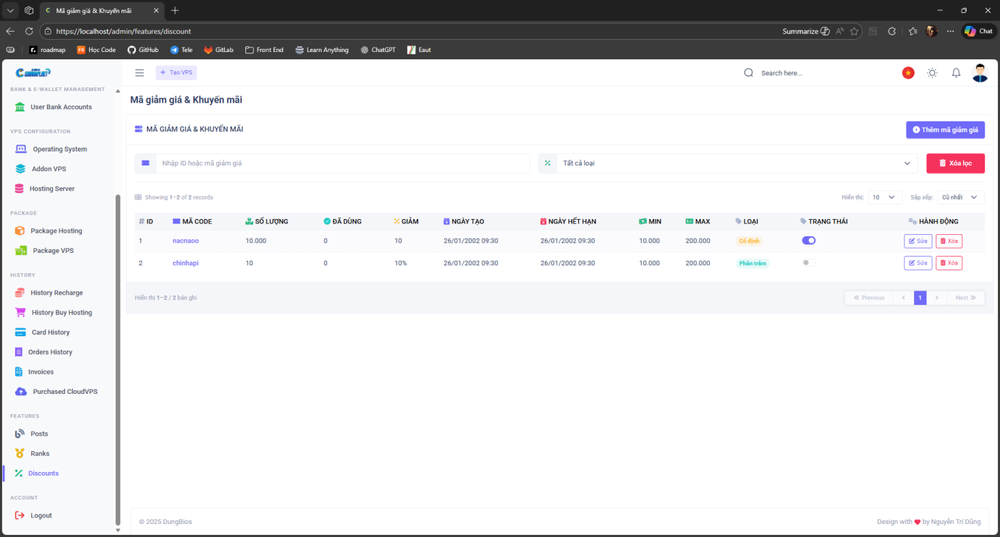 Mã giảm giá & Khuyến mãi
https://localhost/admin/features/discount
Summarize
Chat
roadmap
F8 Học Code
GitHub
Tele
GitLab
Front End
Learn Anything
ChatGPT
Eaut
BANK & E-WALLET MANAGEMENT
User Bank Accounts
VPS CONFIGURATION
Operating System
Addon VPS
Hosting Server
PACKAGE
Package Hosting
Package VPS
HISTORY
History Recharge
History Buy Hosting
Card History
Orders History
Invoices
Purchased CloudVPS
FEATURES
Posts
Ranks
Discounts
ACCOUNT
Logout
+ Tạo VPS
Search here...
Mã giảm giá & Khuyến mãi
MÃ GIẢM GIÁ & KHUYẾN MÃI
Thêm mã giảm giá
Nhập ID hoặc mã giảm giá
Tất cả loại
Xóa lọc
Showing 1–2 of 2 records
Hiển thị: 10
Sắp xếp: Cũ nhất
# ID MÃ CODE SỐ LƯỢNG ĐÃ DÙNG GIẢM NGÀY TẠO NGÀY HẾT HẠN MIN MAX LOẠI TRẠNG THÁI HÀNH ĐỘNG
1 nacnaoo 10.000 0 10 26/01/2002 09:30 26/01/2002 09:30 10.000 200.000 Cố định Sửa Xóa
2 chinhapi 10 0 10% 26/01/2002 09:30 26/01/2002 09:30 10.000 200.000 Phần trăm Sửa Xóa
Hiển thị 1–2 / 2 bản ghi
Previous 1 Next
© 2025 DungBios
Design with by Nguyễn Trí Dũng